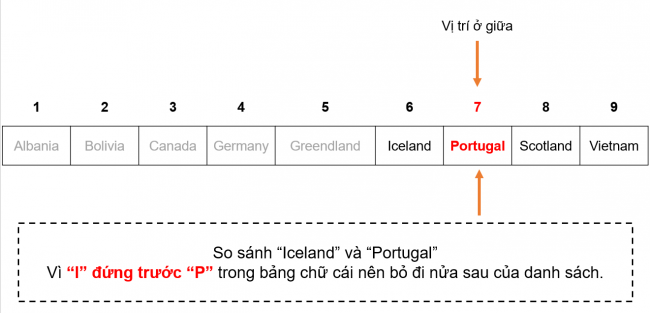 Vị trí ở giữa
1 2 3 4 5 6 7 8 9
Albania Bolivia Canada Germany Greendland Iceland Portugal Scotland Vietnam
So sánh “Iceland” và “Portugal”
Vì “I” đứng trước “P” trong bảng chữ cái nên bỏ đi nửa sau của danh sách.